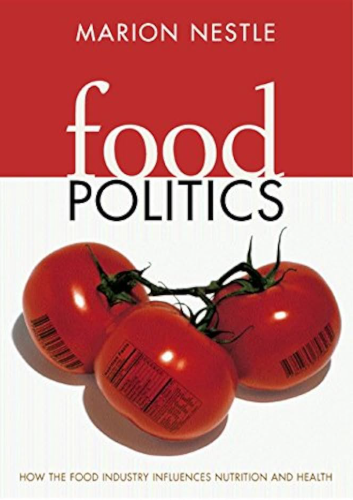 MARION NESTLE
food
POLITICS
HOW THE FOOD INDUSTRY INFLUENCES NUTRITION AND HEALTH